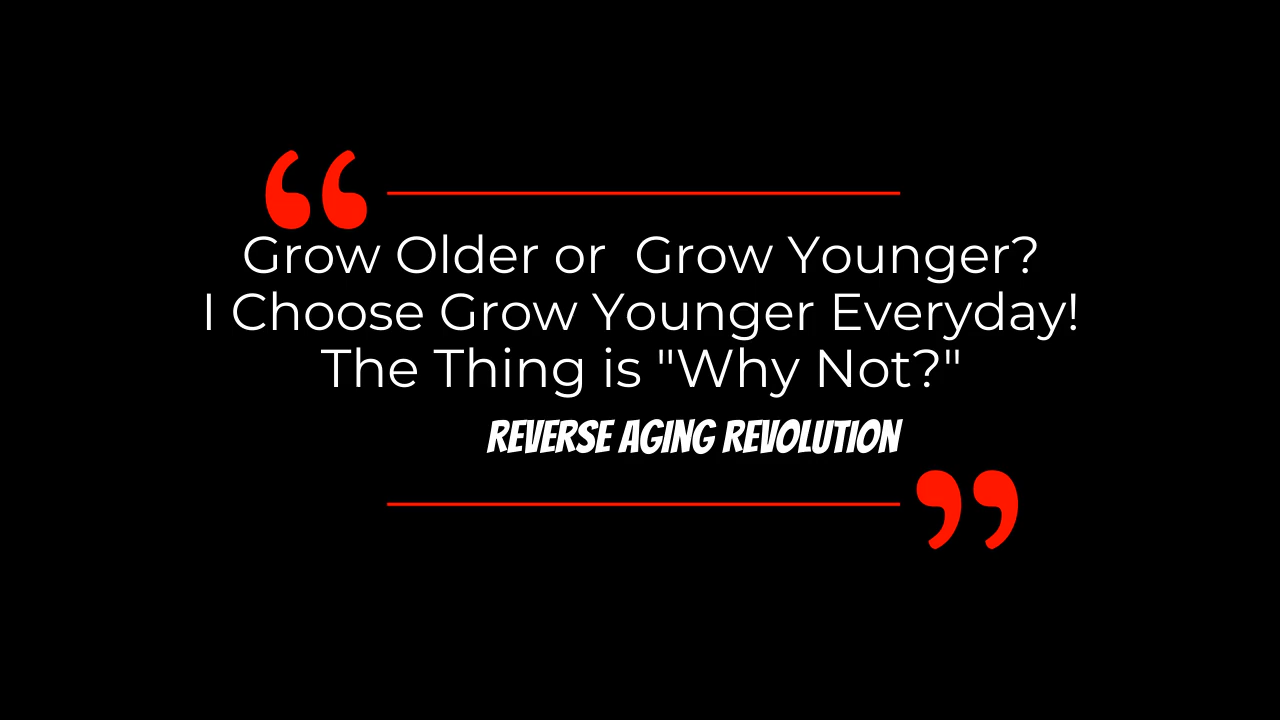 Grow Older or  Grow Younger?
I Choose Grow Younger Everyday!
The Thing is "Why Not?"
REVERSE AGING REVOLUTION